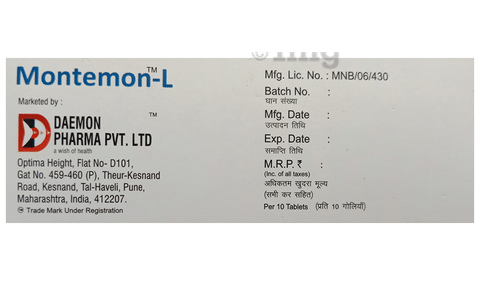 Montemon™-L
Marketed by :
DAEMON™
PHARMA PVT. LTD
a wish of health
Optima Height, Flat No- D101,
Gat No. 459-460 (P), Theur-Kesnand
Road, Kesnand, Tal-Haveli, Pune,
Maharashtra, India, 412207.
Trade Mark Under Registration
Mfg. Lic. No. : MNB/06/430
Batch No. :
घान संख्या
Mfg. Date :
उत्पादन तिथि
Exp. Date :
समाप्ति तिथि
M.R.P. ₹ :
(Inc. of all taxes)
अधिकतम खुदरा मूल्य
(सभी कर सहित)
Per 10 Tablets (प्रति 10 गोलियाँ)